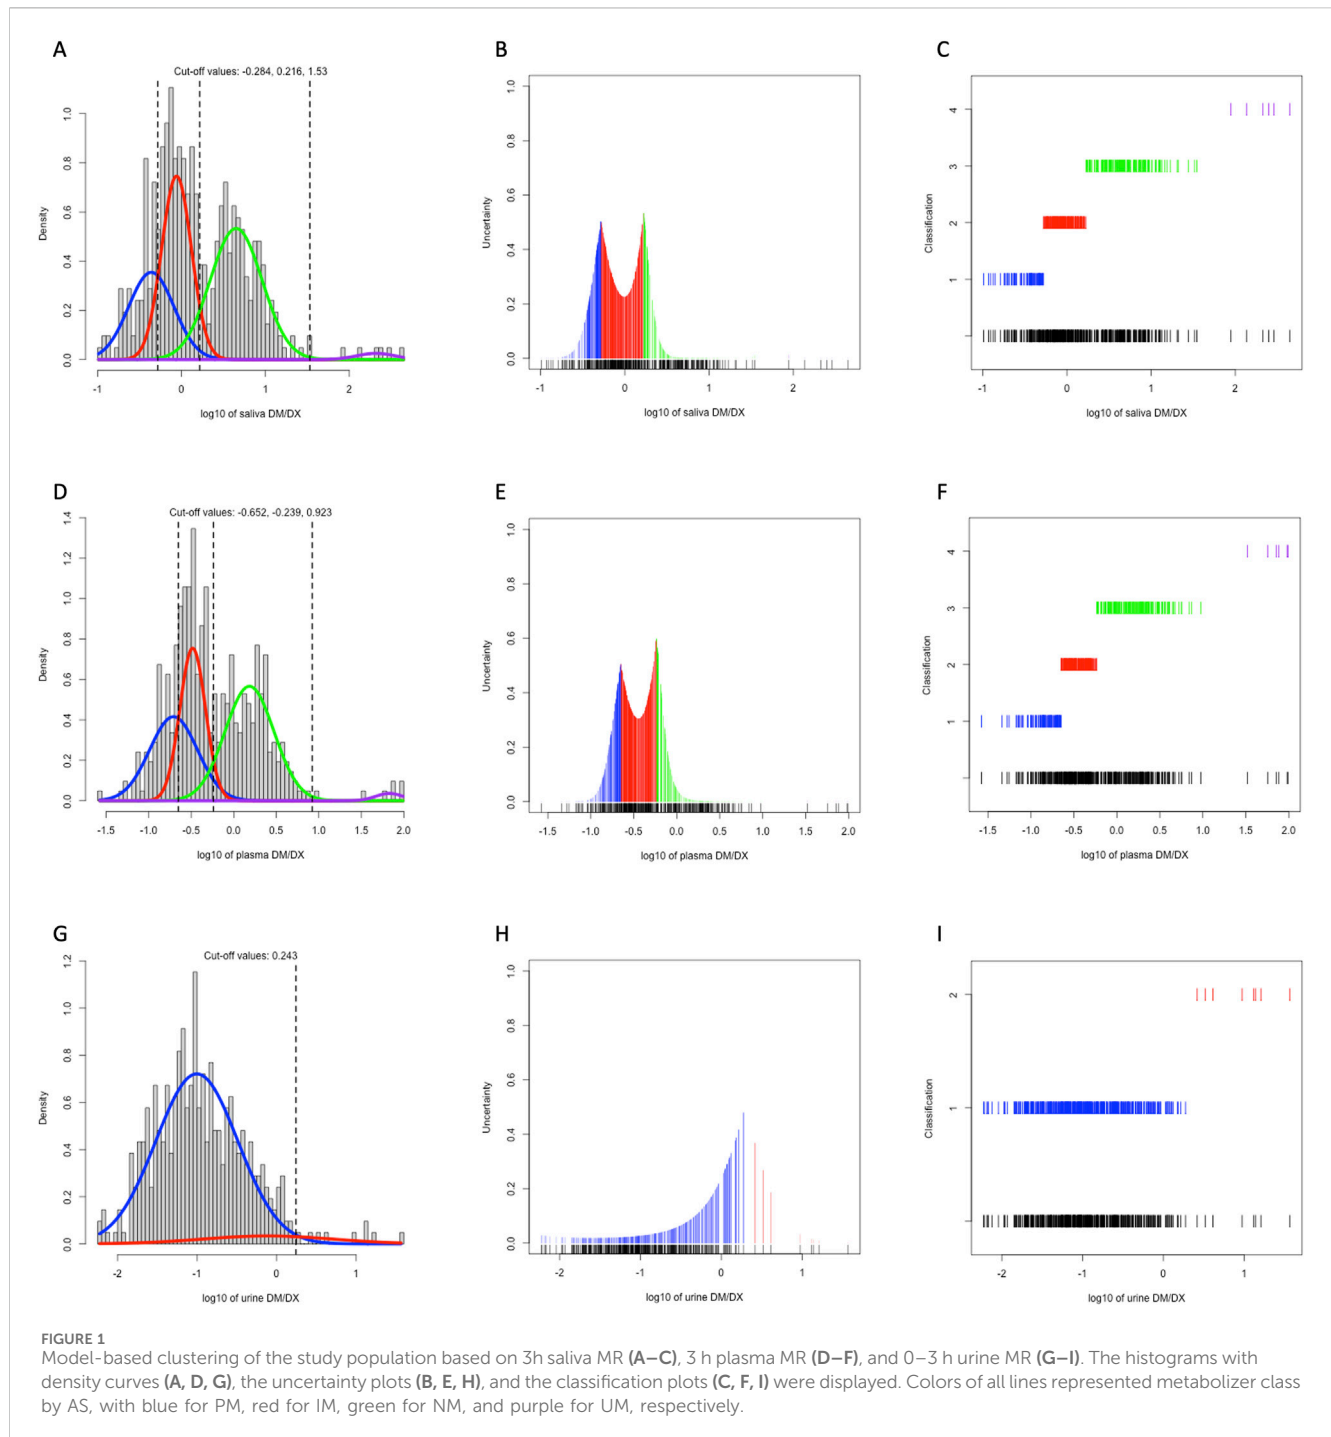 A
Cut-off values: -0.284, 0.216, 1.53
Density
0.0 0.2 0.4 0.6 0.8 1.0
-1 0 1 2
log10 of saliva DM/DX
B
Uncertainty
0.0 0.2 0.4 0.6 0.8 1.0
-1 0 1 2
log10 of saliva DM/DX
C
Classification
1 2 3 4
-1 0 1 2
log10 of saliva DM/DX
D
Cut-off values: -0.652, -0.239, 0.923
Density
0.0 0.2 0.4 0.6 0.8 1.0 1.2 1.4
-1.5 -1.0 -0.5 0.0 0.5 1.0 1.5 2.0
log10 of plasma DM/DX
E
Uncertainty
0.0 0.2 0.4 0.6 0.8 1.0
-1.5 -1.0 -0.5 0.0 0.5 1.0 1.5 2.0
log10 of plasma DM/DX
F
Classification
1 2 3 4
-1.5 -1.0 -0.5 0.0 0.5 1.0 1.5 2.0
log10 of plasma DM/DX
G
Cut-off values: 0.243
Density
0.0 0.2 0.4 0.6 0.8 1.0 1.2
-2 -1 0 1
log10 of urine DM/DX
H
Uncertainty
0.0 0.2 0.4 0.6 0.8 1.0
-2 -1 0 1
log10 of urine DM/DX
I
Classification
1 2
-2 -1 0 1
log10 of urine DM/DX
FIGURE 1
Model-based clustering of the study population based on 3h saliva MR (A–C), 3 h plasma MR (D–F), and 0–3 h urine MR (G–I). The histograms with
density curves (A, D, G), the uncertainty plots (B, E, H), and the classification plots (C, F, I) were displayed. Colors of all lines represented metabolizer class
by AS, with blue for PM, red for IM, green for NM, and purple for UM, respectively.